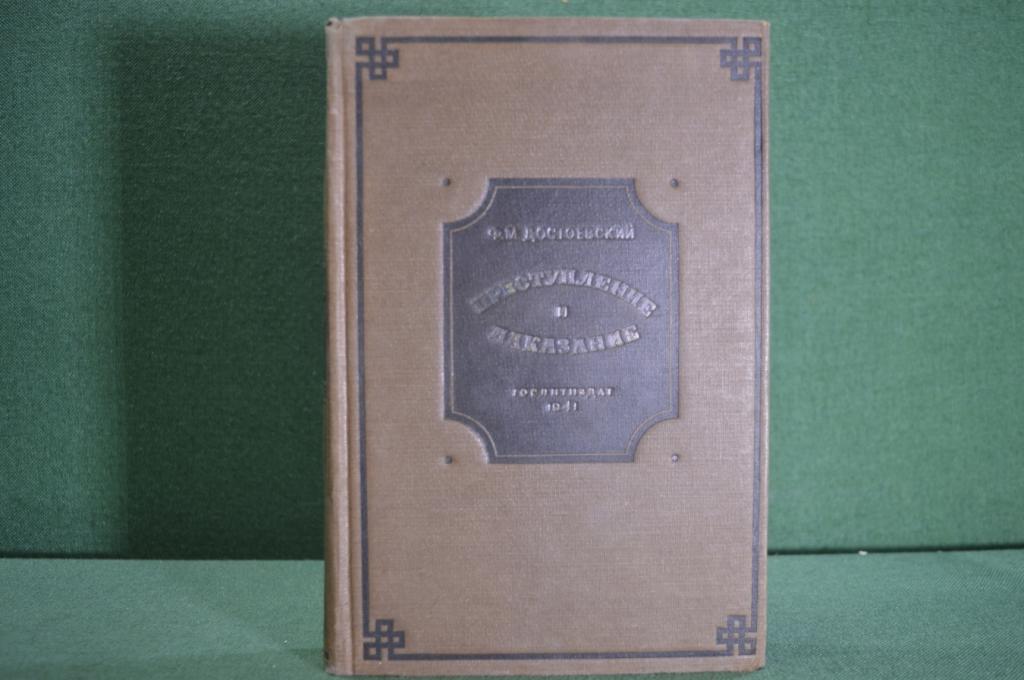 Ф. М. ДОСТОЕВСКИЙ
ПРЕСТУПЛЕНИЕ
И
НАКАЗАНИЕ
ГОСЛИТИЗДАТ
1941